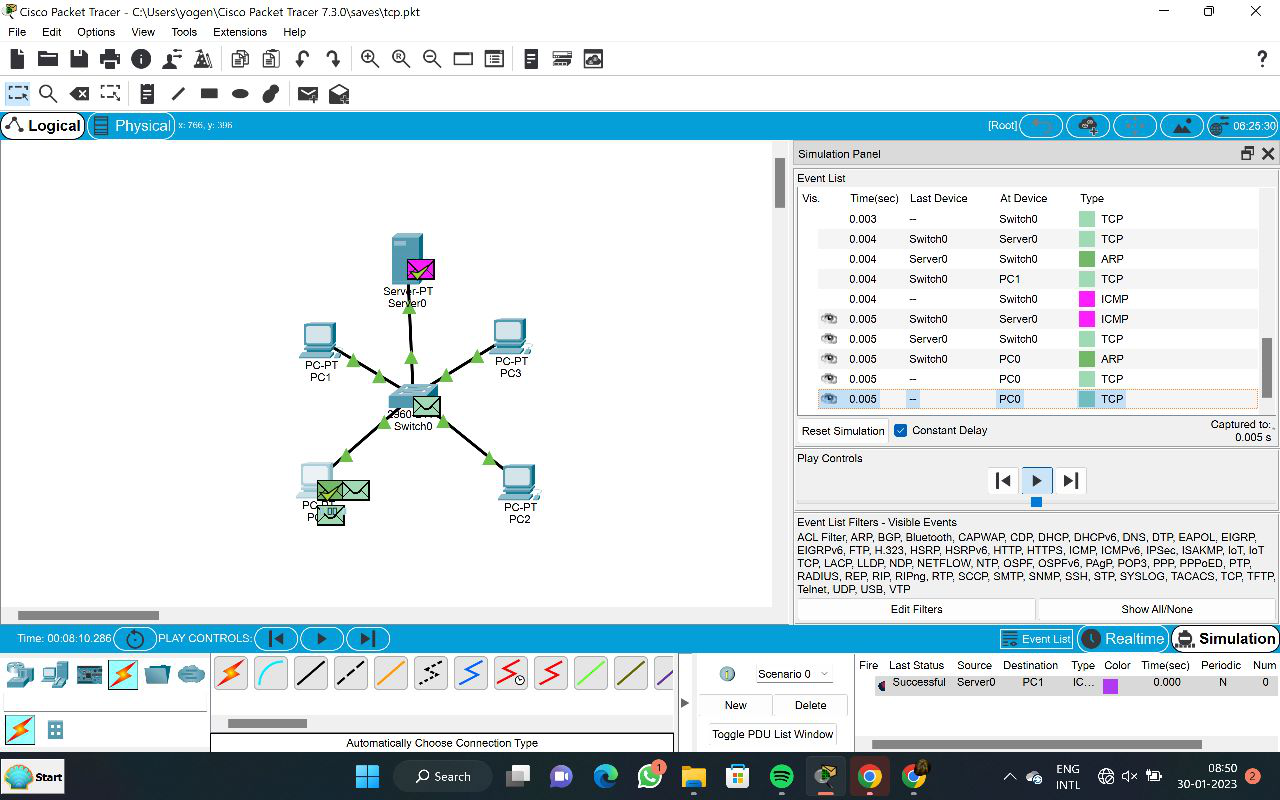 Cisco Packet Tracer - C:\Users\yogen\Cisco Packet Tracer 7.3.0\saves\tcp.pkt
File Edit Options View Tools Extensions Help
Logical Physical x: 766, y: 396 [Root] 06:25:30
Server-PT
Server0
PC-PT
PC1
PC-PT
PC3
Switch0
PC-PT
PC2
Simulation Panel
Event List
Vis. Time(sec) Last Device At Device Type
0.003 -- Switch0 TCP
0.004 Switch0 Server0 TCP
0.004 Server0 Switch0 ARP
0.004 Switch0 PC1 TCP
0.004 -- Switch0 ICMP
0.005 Switch0 Server0 ICMP
0.005 Server0 Switch0 TCP
0.005 Switch0 PC0 ARP
0.005 -- PC0 TCP
0.005 -- PC0 TCP
Reset Simulation Constant Delay Captured to:
0.005 s
Play Controls
Event List Filters - Visible Events
ACL Filter, ARP, BGP, Bluetooth, CAPWAP, CDP, DHCP, DHCPv6, DNS, DTP, EAPOL, EIGRP,
EIGRPv6, FTP, H.323, HSRP, HSRPv6, HTTP, HTTPS, ICMP, ICMPv6, IPSec, ISAKMP, IoT, IoT
TCP, LACP, LLDP, NDP, NETFLOW, NTP, OSPF, OSPFv6, PAgP, POP3, PPP, PPPoED, PTP,
RADIUS, REP, RIP, RIPng, RTP, SCCP, SMTP, SNMP, SSH, STP, SYSLOG, TACACS, TCP, TFTP,
Telnet, UDP, USB, VTP
Edit Filters Show All/None
Time: 00:08:10.286 PLAY CONTROLS: Event List Realtime Simulation
Scenario 0
New Delete
Toggle PDU List Window
Fire Last Status Source Destination Type Color Time(sec) Periodic Num
Successful Server0 PC1 IC... 0.000 N 0
Automatically Choose Connection Type
Start Search 1 ENG
INTL
08:50
30-01-2023
2